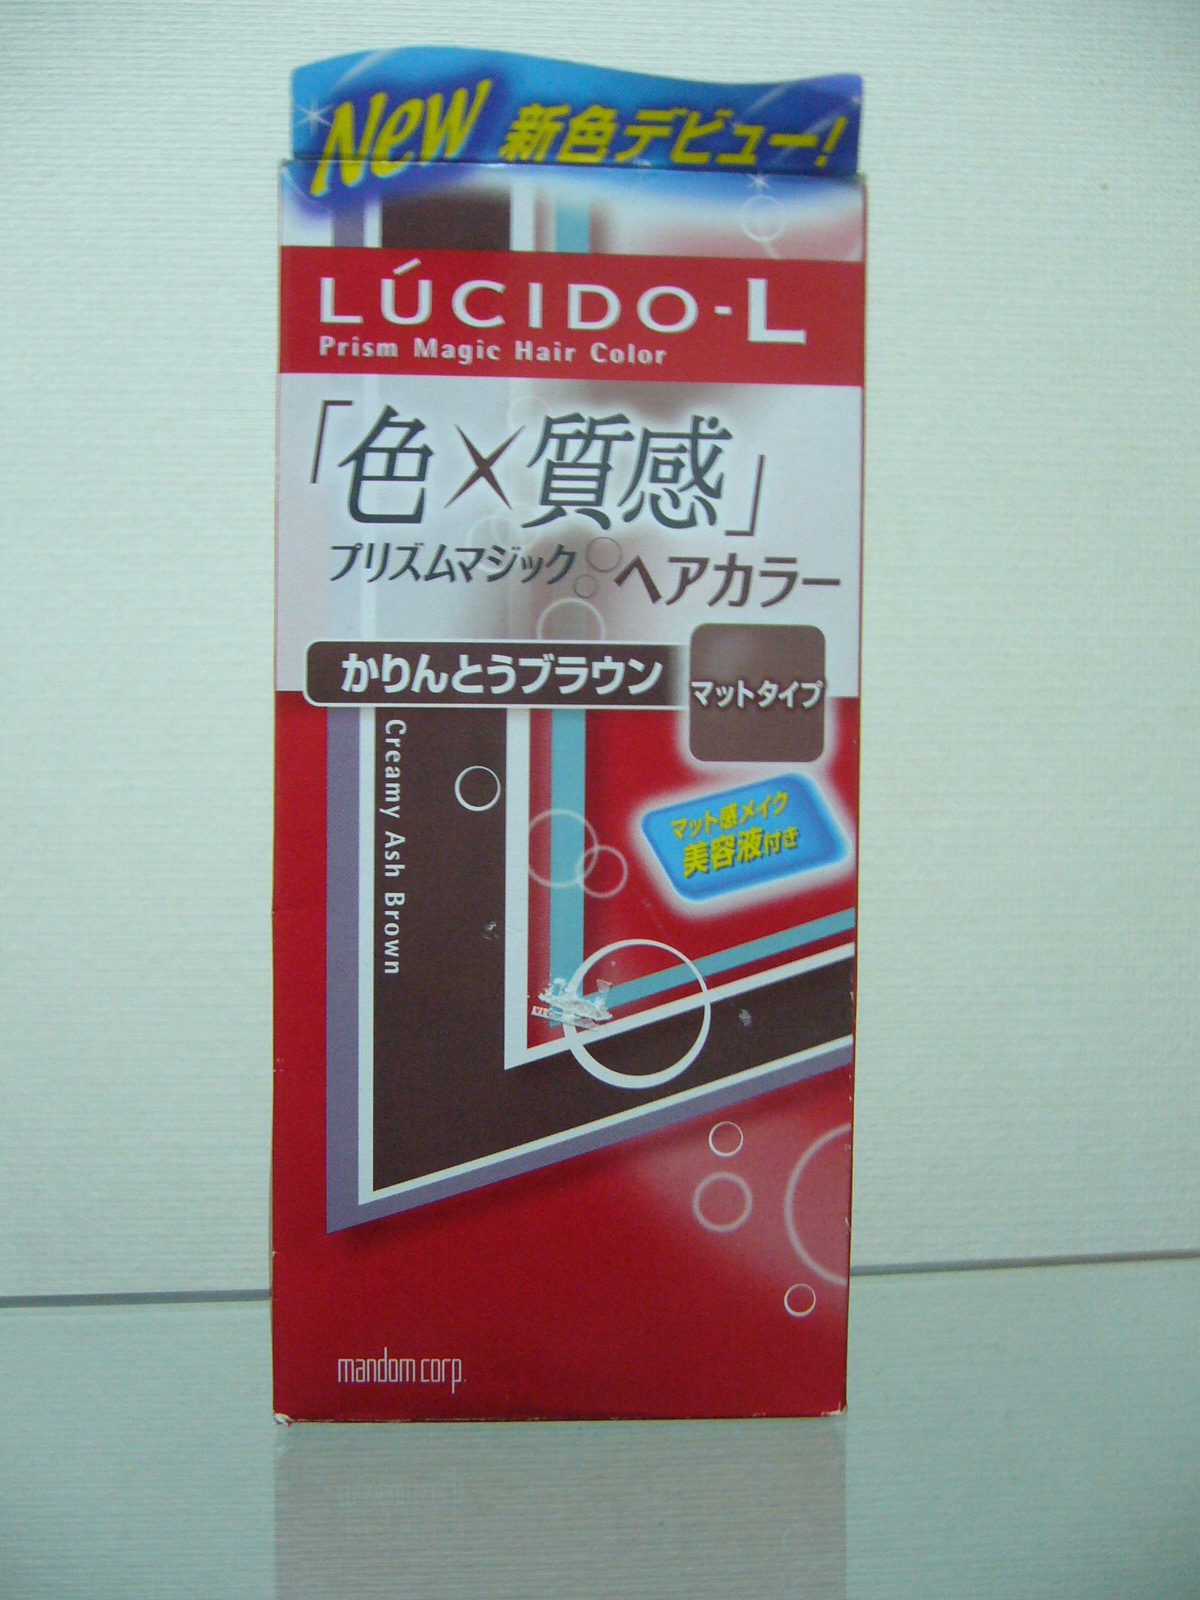 New 新色デビュー!
LÚCIDO-L
Prism Magic Hair Color
「色×質感」
プリズムマジック ヘアカラー
かりんとうブラウン
マットタイプ
Creamy Ash Brown
マット感メイク
美容液付き
mandom corp.